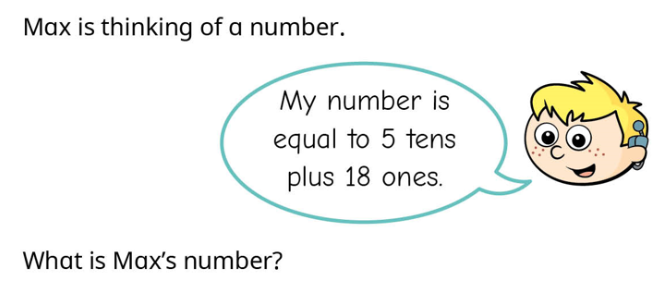 Max is thinking of a number.
My number is
equal to 5 tens
plus 18 ones.
What is Max's number?